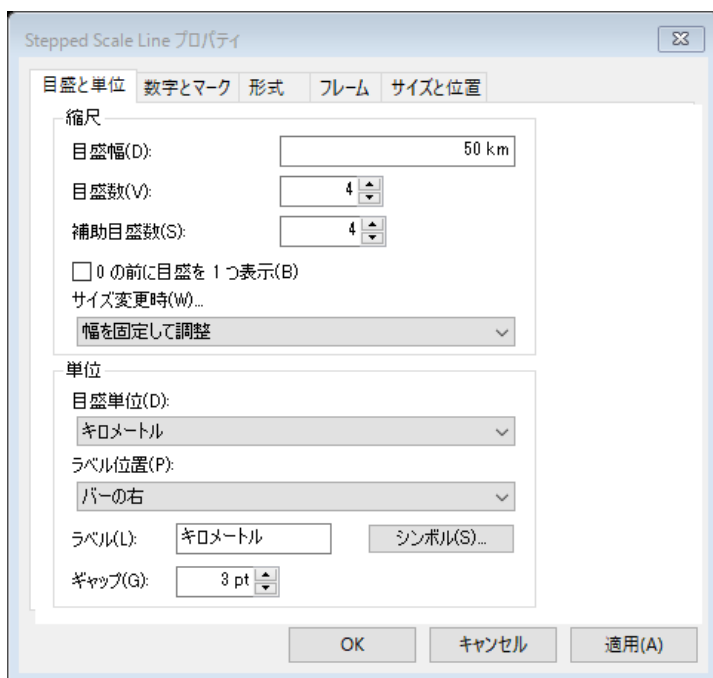 Stepped Scale Line プロパティ
目盛と単位 数字とマーク 形式 フレーム サイズと位置
縮尺
目盛幅(D): 50 km
目盛数(V): 4
補助目盛数(S): 4
0 の前に目盛を 1 つ表示(B)
サイズ変更時(W)...
幅を固定して調整
単位
目盛単位(D):
キロメートル
ラベル位置(P):
バーの右
ラベル(L): キロメートル シンボル(S)...
ギャップ(G): 3 pt
OK キャンセル 適用(A)